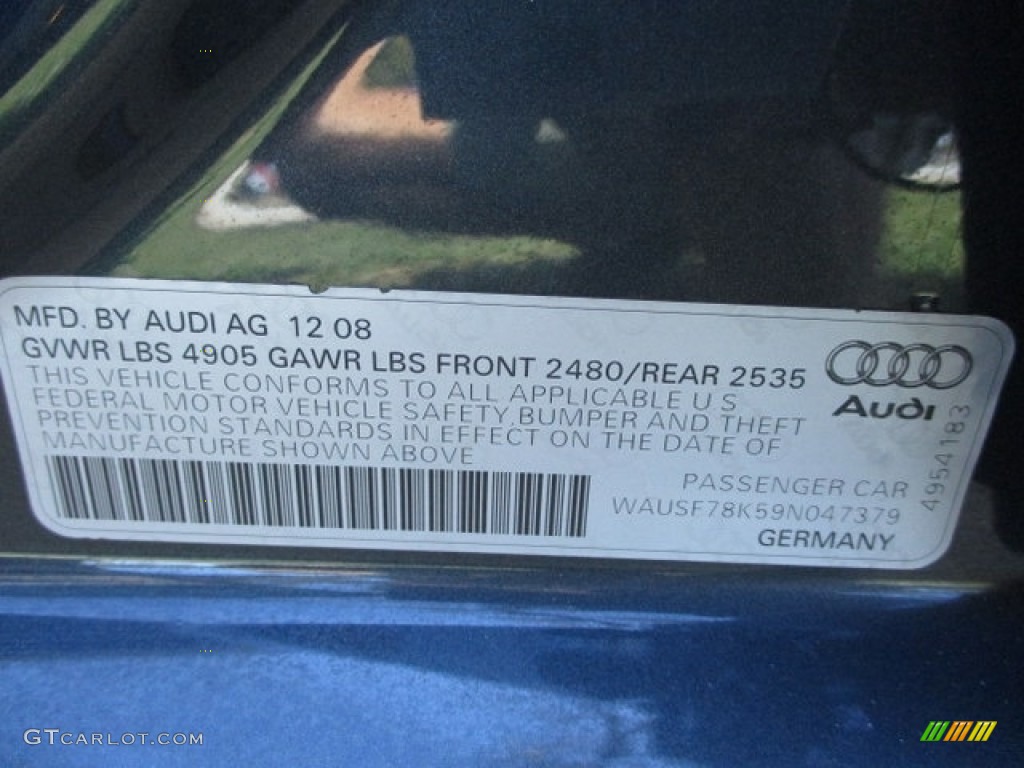 MFD. BY AUDI AG 12 08
GVWR LBS 4905 GAWR LBS FRONT 2480/REAR 2535
THIS VEHICLE CONFORMS TO ALL APPLICABLE U S
FEDERAL MOTOR VEHICLE SAFETY, BUMPER AND THEFT
PREVENTION STANDARDS IN EFFECT ON THE DATE OF
MANUFACTURE SHOWN ABOVE
Audi
4954183
PASSENGER CAR
WAUSF78K59N047379
GERMANY
GTCARLOT.COM